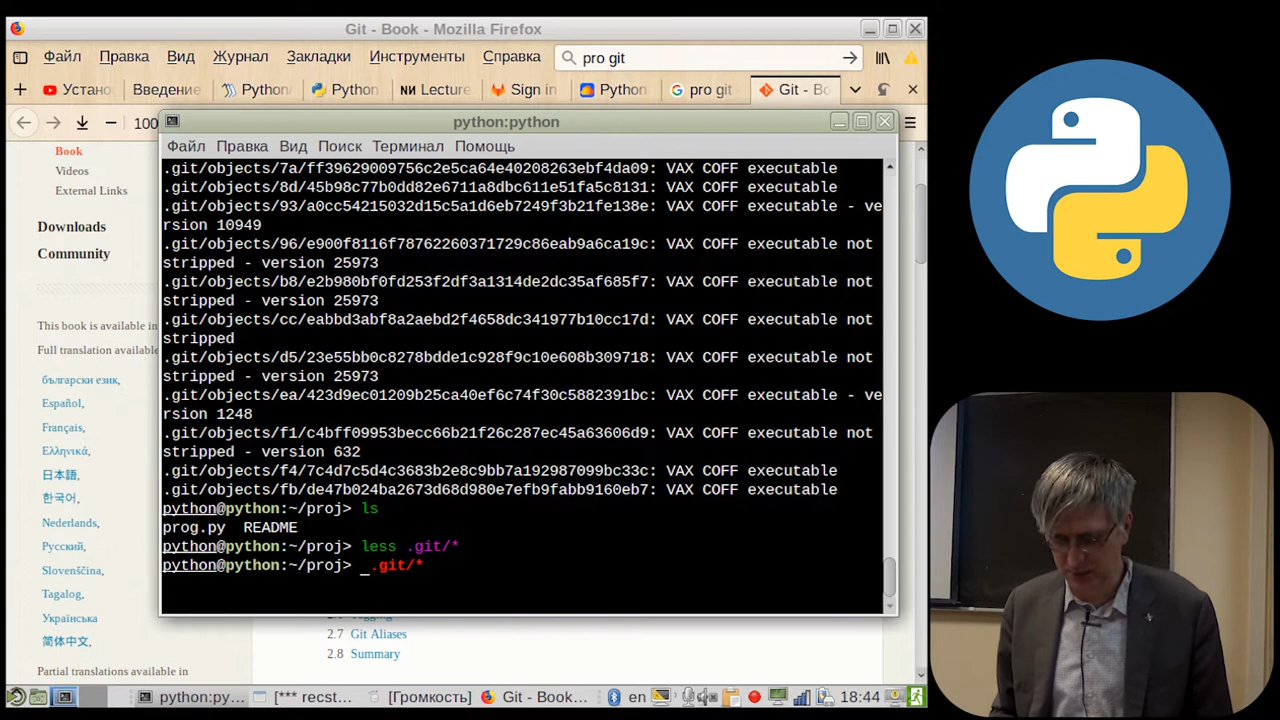 Git - Book - Mozilla Firefox
Файл Правка Вид Журнал Закладки Инструменты Справка pro git
Устано Введение Python/ Python NИ Lecture Sign in Python pro git Git - Bo
100
python:python
Файл Правка Вид Поиск Терминал Помощь
Book
Videos
External Links
Downloads
Community
This book is available in
Full translation available
български език,
Español,
Français,
Ελληνικά,
日本語,
한국어,
Nederlands,
Русский,
Slovenščina,
Tagalog,
Українська
简体中文,
Partial translations available in
.git/objects/7a/ff39629009756c2e5ca64e40208263ebf4da09: VAX COFF executable
.git/objects/8d/45b98c77b0dd82e6711a8dbc611e51fa5c8131: VAX COFF executable
.git/objects/93/a0cc54215032d15c5a1d6eb7249f3b21fe138e: VAX COFF executable - ve
rsion 10949
.git/objects/96/e900f8116f78762260371729c86eab9a6ca19c: VAX COFF executable not
stripped - version 25973
.git/objects/b8/e2b980bf0fd253f2df3a1314de2dc35af685f7: VAX COFF executable not
stripped - version 25973
.git/objects/cc/eabbd3abf8a2aebd2f4658dc341977b10cc17d: VAX COFF executable not
stripped
.git/objects/d5/23e55bb0c8278bdde1c928f9c10e608b309718: VAX COFF executable not
stripped - version 25973
.git/objects/ea/423d9ec01209b25ca40ef6c74f30c5882391bc: VAX COFF executable - ve
rsion 1248
.git/objects/f1/c4bff09953becc66b21f26c287ec45a63606d9: VAX COFF executable not
stripped - version 632
.git/objects/f4/7c4d7c5d4c3683b2e8c9bb7a192987099bc33c: VAX COFF executable
.git/objects/fb/de47b024ba2673d68d980e7efb9fabb9160eb7: VAX COFF executable
python@python:~/proj> ls
prog.py README
python@python:~/proj> less .git/*
python@python:~/proj> _.git/*
2.7 Git Aliases
2.8 Summary
python:py... [*** recst... [Громкость] Git - Book... en 18:44